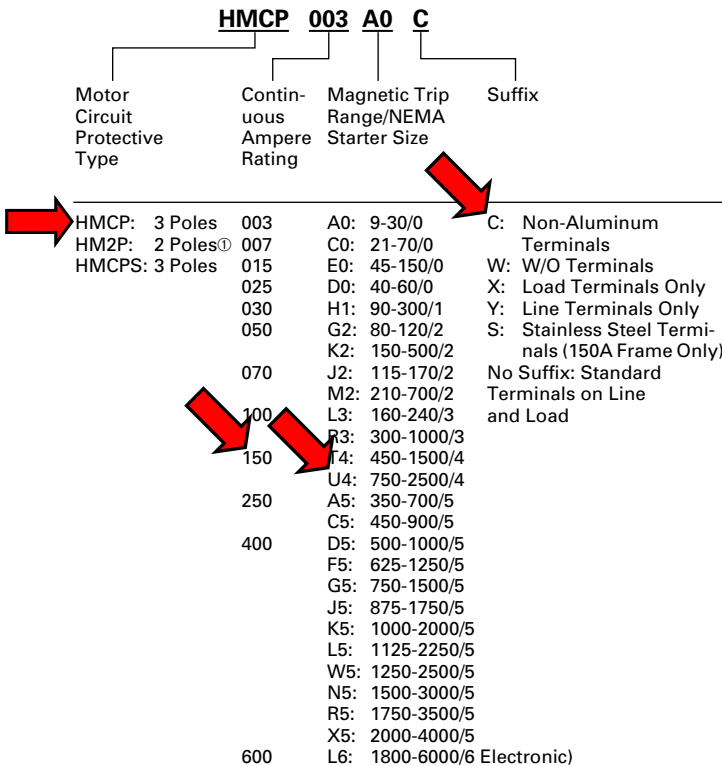 HMCP 003 A0 C
Motor Circuit Protective Type
Contin-uous Ampere Rating
Magnetic Trip Range/NEMA Starter Size
Suffix
HMCP: 3 Poles
HM2P: 2 Poles①
HMCPS: 3 Poles
003
007
015
025
030
050
070
100
150
250
400
600
A0: 9-30/0
C0: 21-70/0
E0: 45-150/0
D0: 40-60/0
H1: 90-300/1
G2: 80-120/2
K2: 150-500/2
J2: 115-170/2
M2: 210-700/2
L3: 160-240/3
R3: 300-1000/3
T4: 450-1500/4
U4: 750-2500/4
A5: 350-700/5
C5: 450-900/5
D5: 500-1000/5
F5: 625-1250/5
G5: 750-1500/5
J5: 875-1750/5
K5: 1000-2000/5
L5: 1125-2250/5
W5: 1250-2500/5
N5: 1500-3000/5
R5: 1750-3500/5
X5: 2000-4000/5
L6: 1800-6000/6 Electronic)
C: Non-Aluminum
Terminals
W: W/O Terminals
X: Load Terminals Only
Y: Line Terminals Only
S: Stainless Steel Termi-
nals (150A Frame Only)
No Suffix: Standard
Terminals on Line
and Load